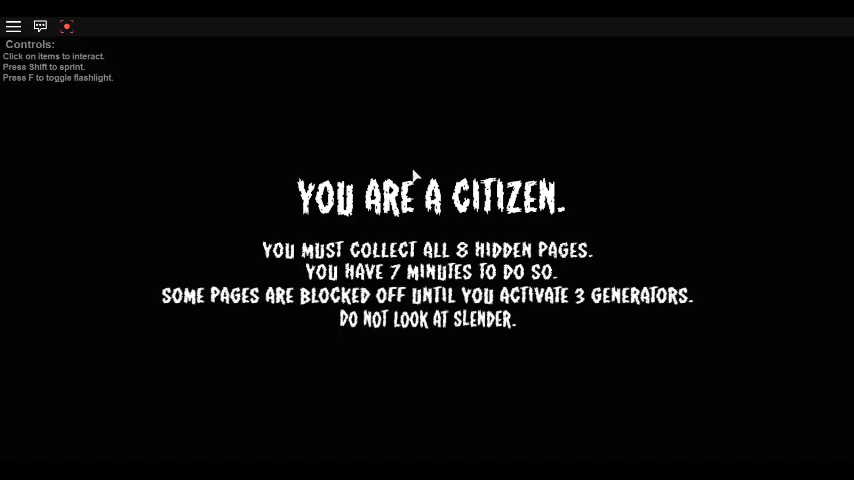 Controls:
Click on items to interact.
Press Shift to sprint.
Press F to toggle flashlight.
YOU ARE A CITIZEN.
YOU MUST COLLECT ALL 8 HIDDEN PAGES.
YOU HAVE 7 MINUTES TO DO SO.
SOME PAGES ARE BLOCKED OFF UNTIL YOU ACTIVATE 3 GENERATORS.
DO NOT LOOK AT SLENDER.